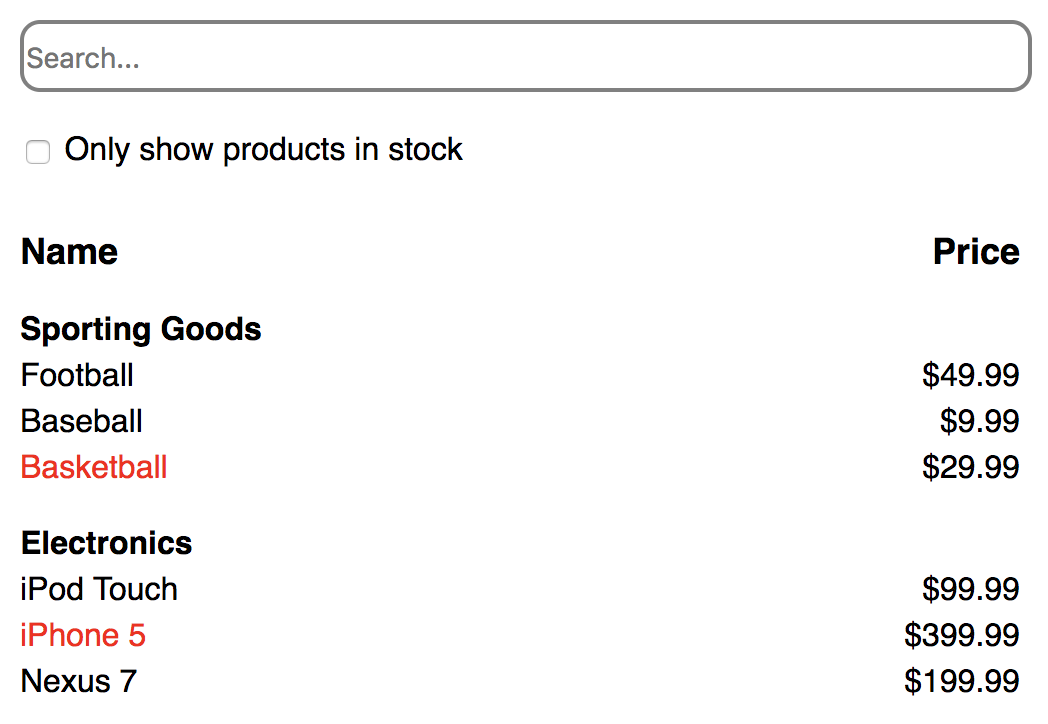 Search...
Only show products in stock
Name Price
Sporting Goods
Football $49.99
Baseball $9.99
Basketball $29.99
Electronics
iPod Touch $99.99
iPhone 5 $399.99
Nexus 7 $199.99